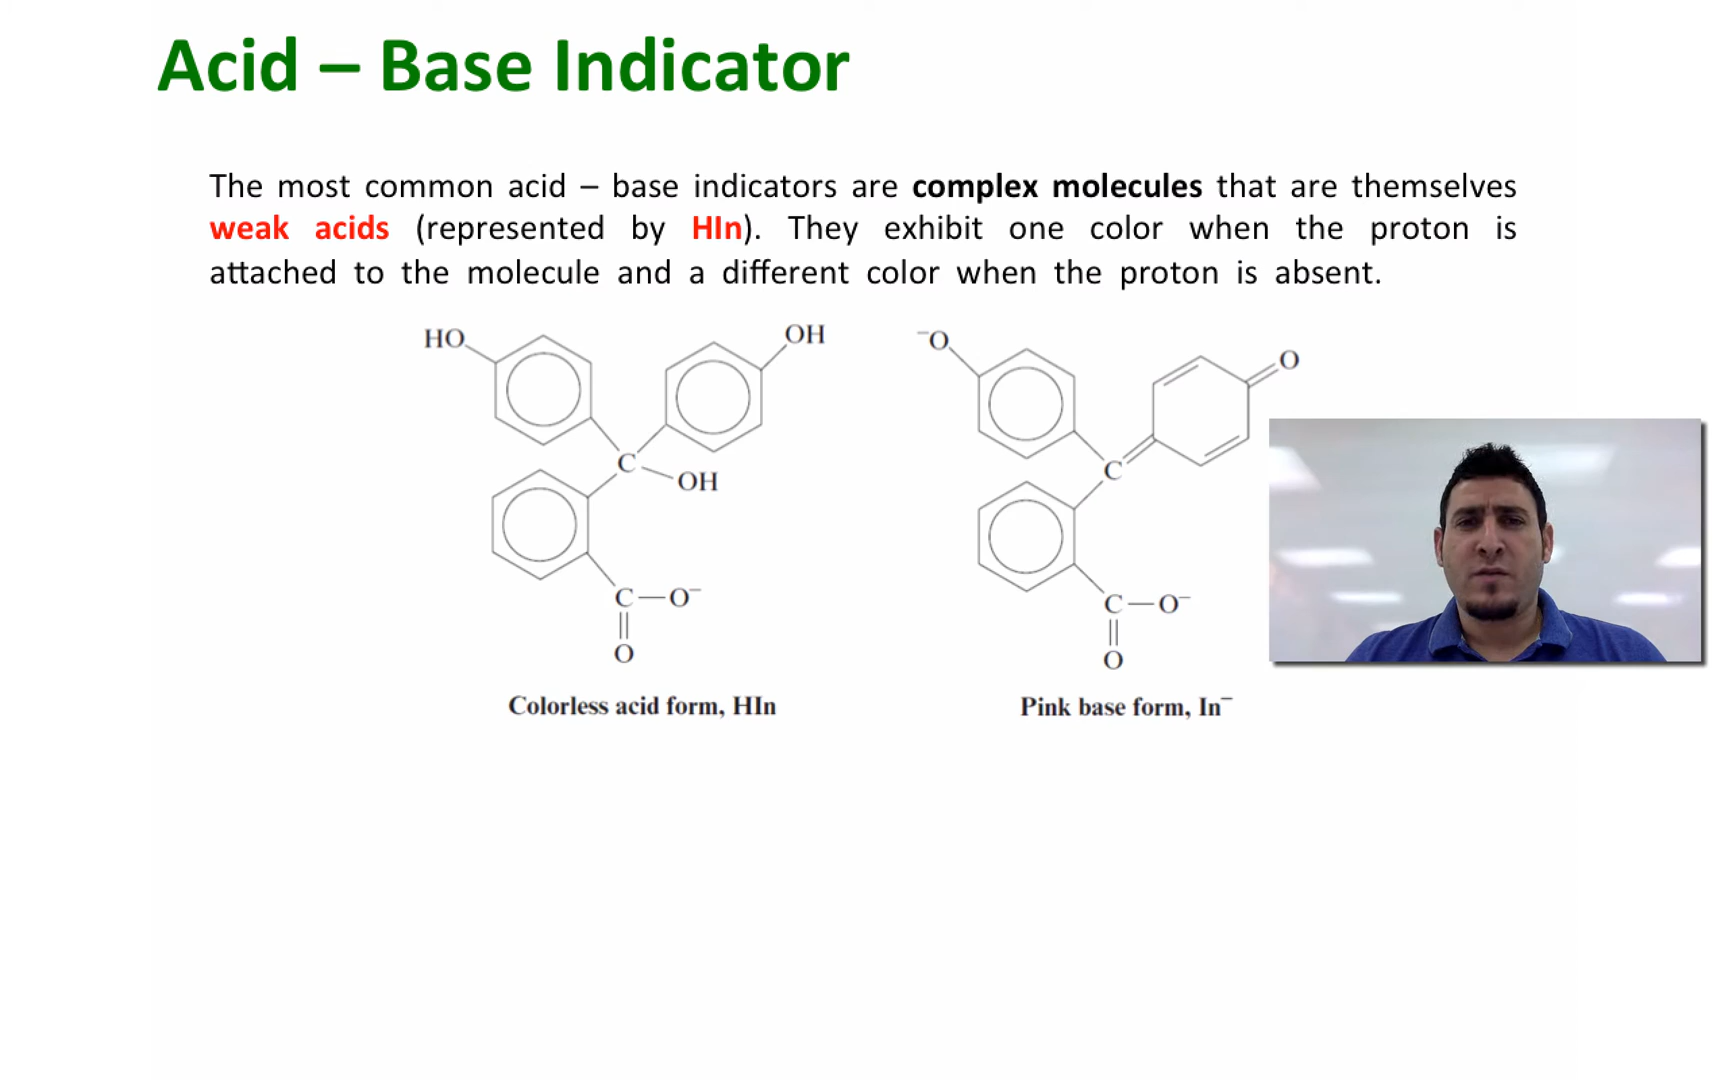 Acid – Base Indicator
The most common acid – base indicators are complex molecules that are themselves
weak acids (represented by HIn). They exhibit one color when the proton is
attached to the molecule and a different color when the proton is absent.
HO
OH
C
OH
C—O⁻
O
Colorless acid form, HIn
⁻O
O
C
C—O⁻
O
Pink base form, In⁻